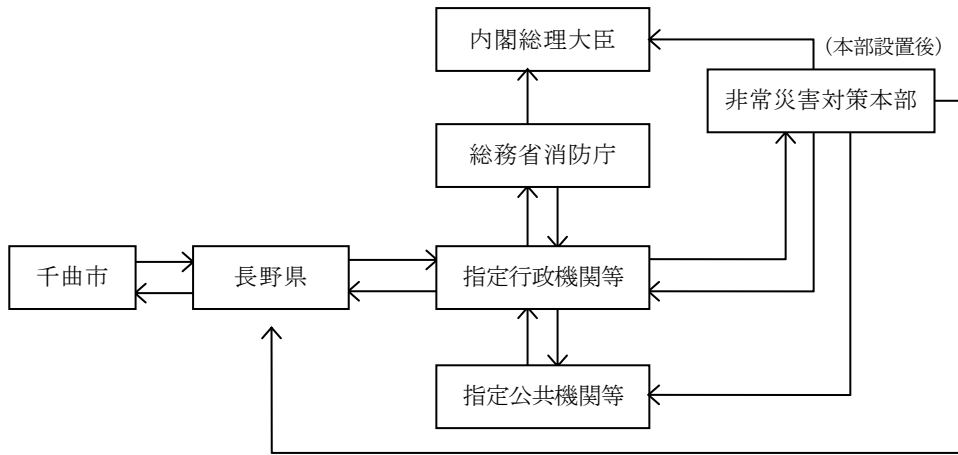 内閣総理大臣
（本部設置後）
非常災害対策本部
総務省消防庁
千曲市
長野県
指定行政機関等
指定公共機関等